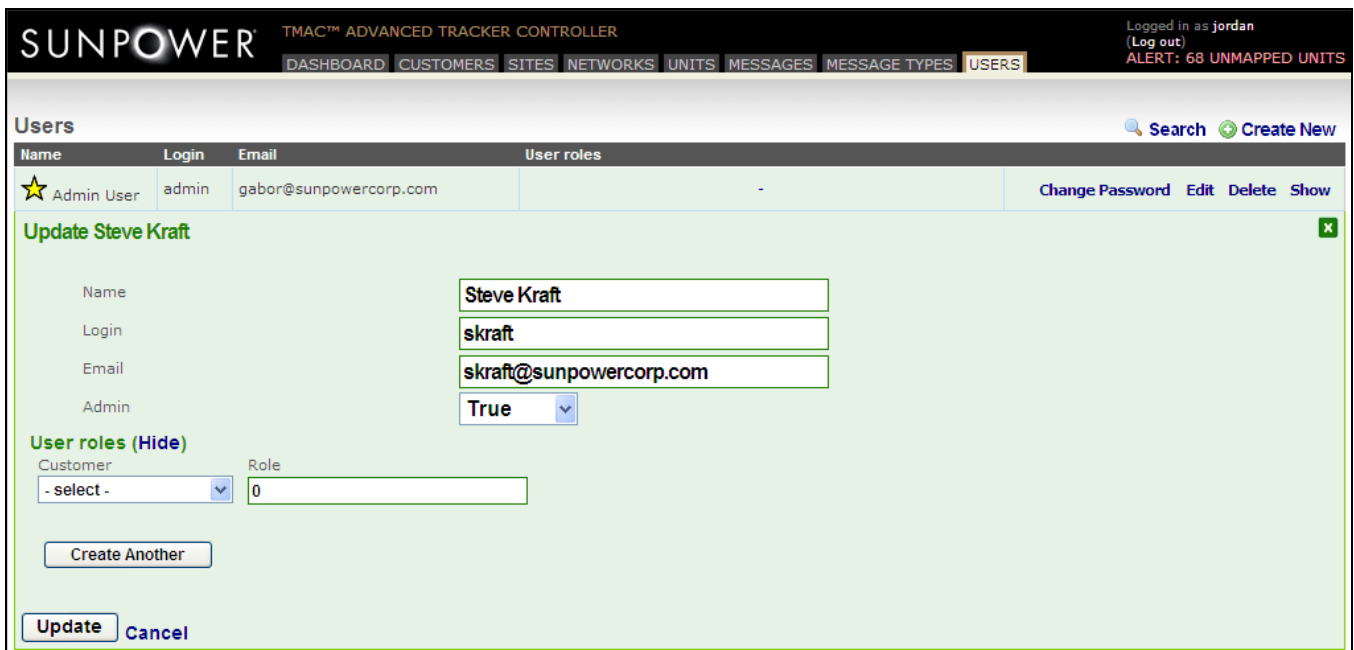 SUNPOWER
TMAC™ ADVANCED TRACKER CONTROLLER
Logged in as jordan
(Log out)
ALERT: 68 UNMAPPED UNITS
DASHBOARD CUSTOMERS SITES NETWORKS UNITS MESSAGES MESSAGE TYPES USERS
Users
Search Create New
Name Login Email User roles
Admin User admin gabor@sunpowercorp.com - Change Password Edit Delete Show
Update Steve Kraft
x
Name Steve Kraft
Login skraft
Email skraft@sunpowercorp.com
Admin True
User roles (Hide)
Customer Role
- select - 0
Create Another
Update Cancel